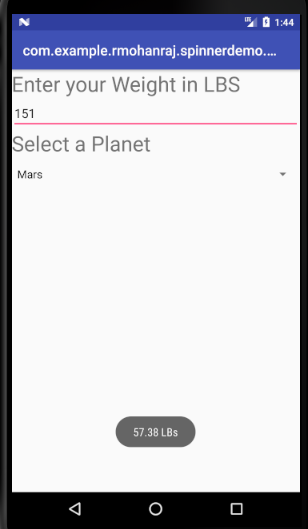 1:44
com.example.rmohanraj.spinnerdemo....
Enter your Weight in LBS
151
Select a Planet
Mars
57.38 LBs